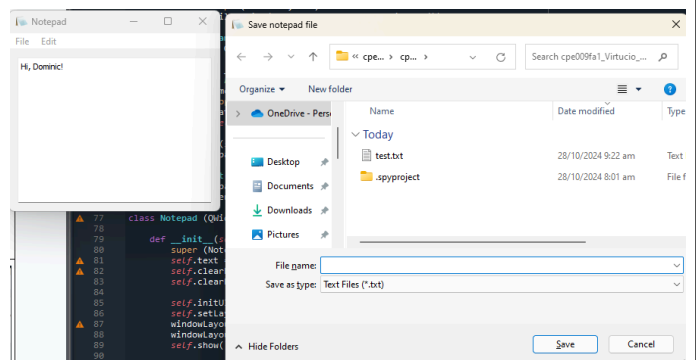 Notepad
File Edit
Hi, Dominic!
Save notepad file
« cpe... › cp... ›
Search cpe009fa1_Virtucio_...
Organize New folder
OneDrive - Pers
Desktop
Documents
Downloads
Pictures
Name Date modified Type
Today
test.txt 28/10/2024 9:22 am Text
.spyproject 28/10/2024 8:01 am File f
File name:
Save as type: Text Files (*.txt)
Hide Folders
Save Cancel
77 class Notepad (QWi
78
79 def __init__(s
80 super (Not
81 self.text
82 self.clear
83 self.clear
84
85 self.initU
86 self.setLa
87 windowLayou
88 windowLayou
89 self.show(
90